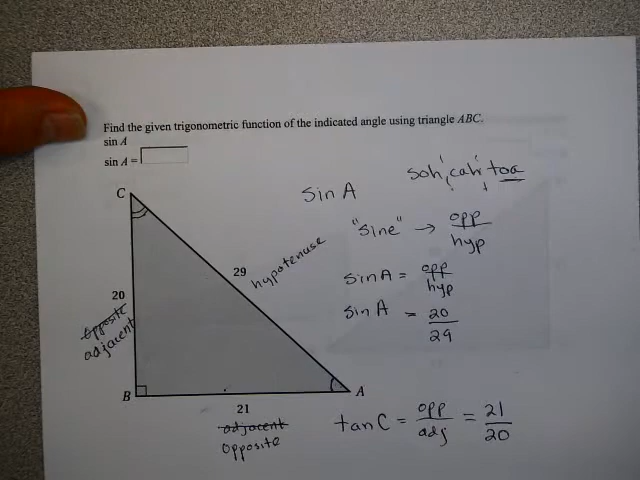 Find the given trigonometric function of the indicated angle using triangle ABC.
sin A
sin A =
soh, cah, toa
sin A
C
"sine" → opp
hyp
29 hypotenuse
sin A = opp
hyp
20
opposite
adjacent
sin A = 20
29
B
A
21
adjacent
opposite
tan C = opp = 21
adj 20